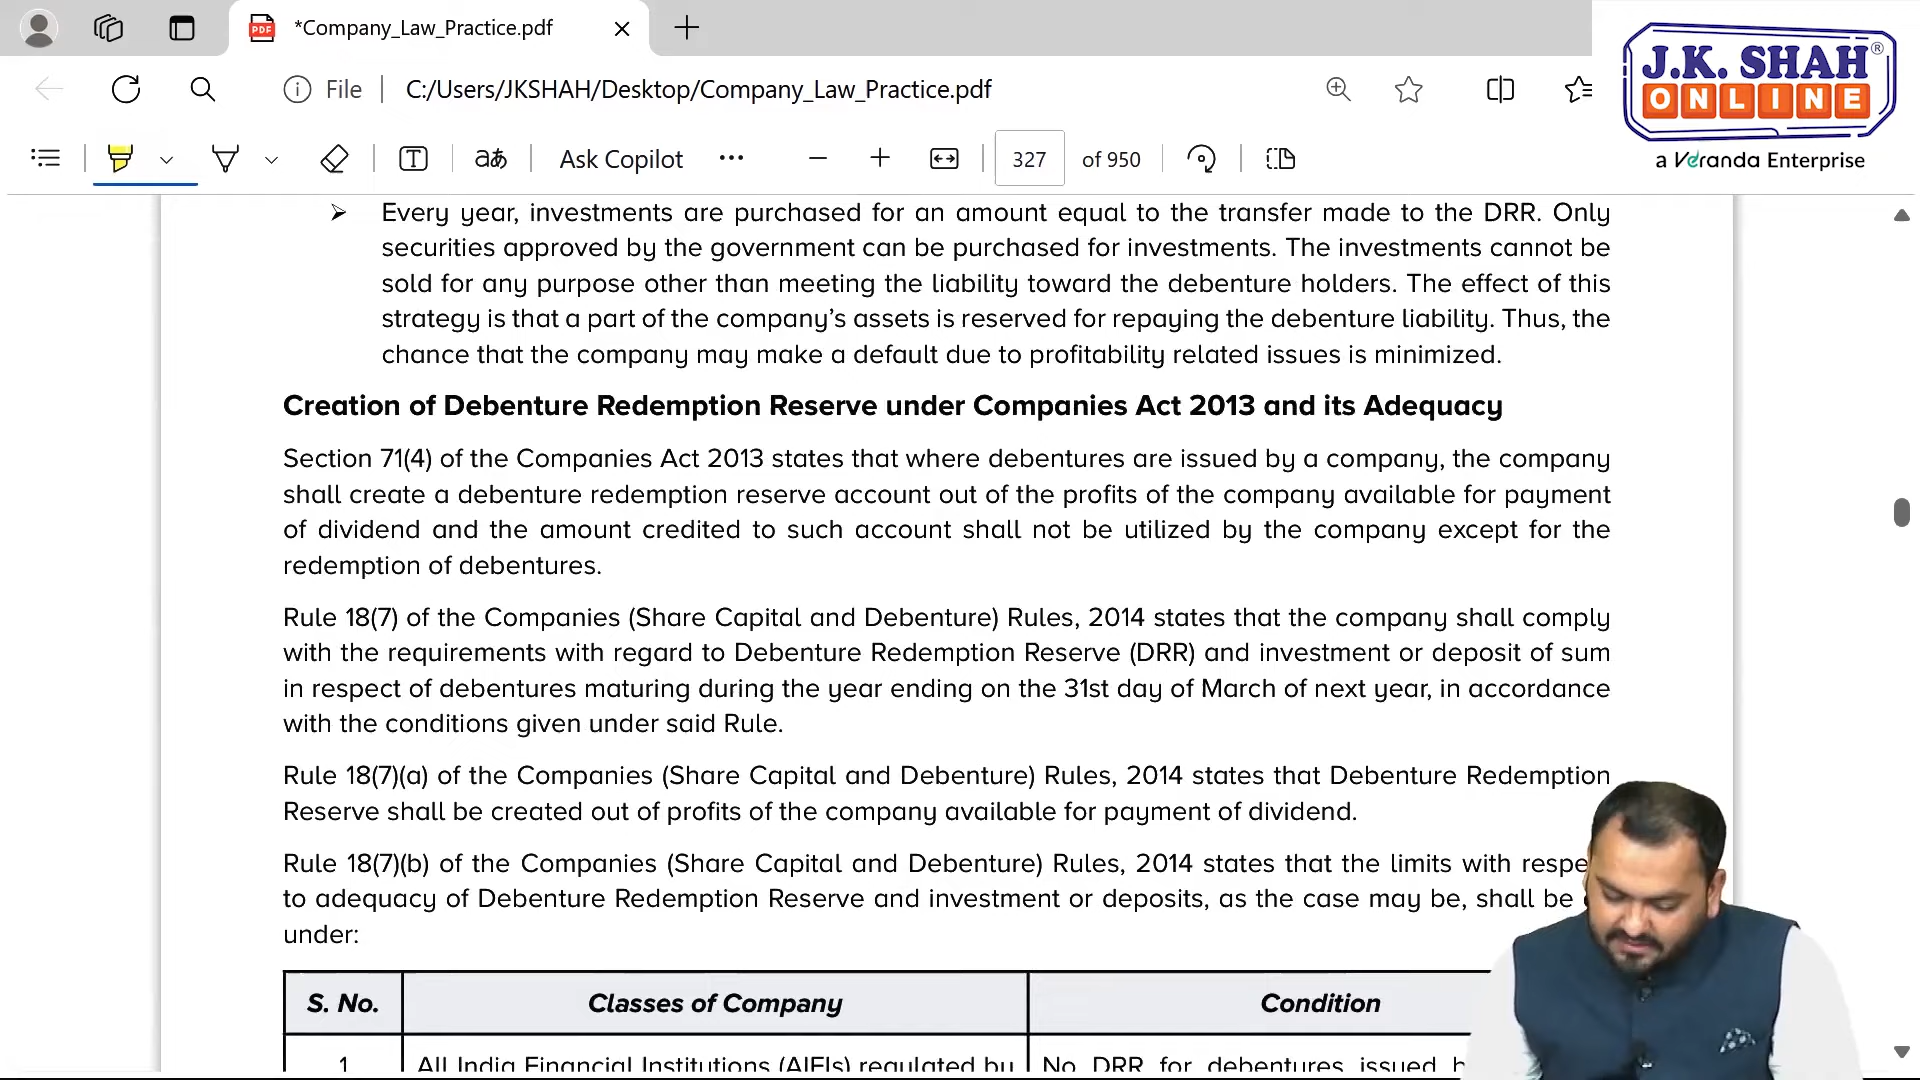 *Company_Law_Practice.pdf
J.K. SHAH®
ONLINE
a Veranda Enterprise
File
C:/Users/JKSHAH/Desktop/Company_Law_Practice.pdf
T
aあ
Ask Copilot
327
of 950
➤ Every year, investments are purchased for an amount equal to the transfer made to the DRR. Only
securities approved by the government can be purchased for investments. The investments cannot be
sold for any purpose other than meeting the liability toward the debenture holders. The effect of this
strategy is that a part of the company’s assets is reserved for repaying the debenture liability. Thus, the
chance that the company may make a default due to profitability related issues is minimized.
Creation of Debenture Redemption Reserve under Companies Act 2013 and its Adequacy
Section 71(4) of the Companies Act 2013 states that where debentures are issued by a company, the company
shall create a debenture redemption reserve account out of the profits of the company available for payment
of dividend and the amount credited to such account shall not be utilized by the company except for the
redemption of debentures.
Rule 18(7) of the Companies (Share Capital and Debenture) Rules, 2014 states that the company shall comply
with the requirements with regard to Debenture Redemption Reserve (DRR) and investment or deposit of sum
in respect of debentures maturing during the year ending on the 31st day of March of next year, in accordance
with the conditions given under said Rule.
Rule 18(7)(a) of the Companies (Share Capital and Debenture) Rules, 2014 states that Debenture Redemption
Reserve shall be created out of profits of the company available for payment of dividend.
Rule 18(7)(b) of the Companies (Share Capital and Debenture) Rules, 2014 states that the limits with
to adequacy of Debenture Redemption Reserve and investment or deposits, as the case may be, shall be
under:
S. No. Classes of Company Condition
1 All India Financial Institutions (AIFIs) regulated by No DRR for debentures issued